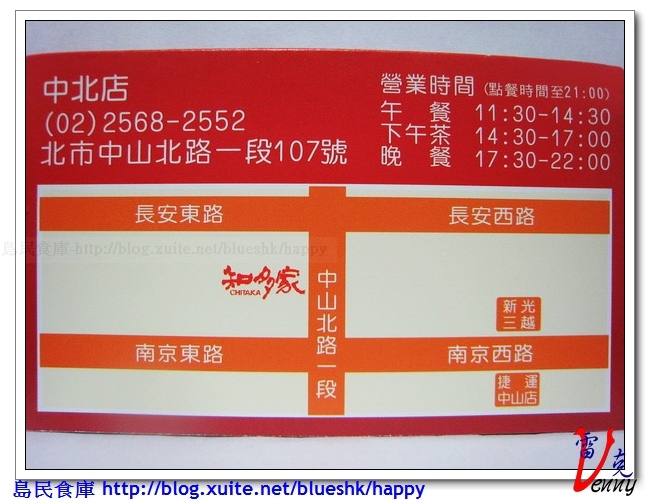 中北店
(02)2568-2552
北市中山北路一段107號
營業時間 (點餐時間至21:00)
午 餐 11:30-14:30
下午茶 14:30-17:00
晚 餐 17:30-22:00
長安東路
長安西路
島民食庫-http://blog.xuite.net/blueshk/happy
知多家
CHITAKA
中山北路一段
新光
三越
南京東路
南京西路
捷運
中山店
雷克
Venny
島民食庫 http://blog.xuite.net/blueshk/happy